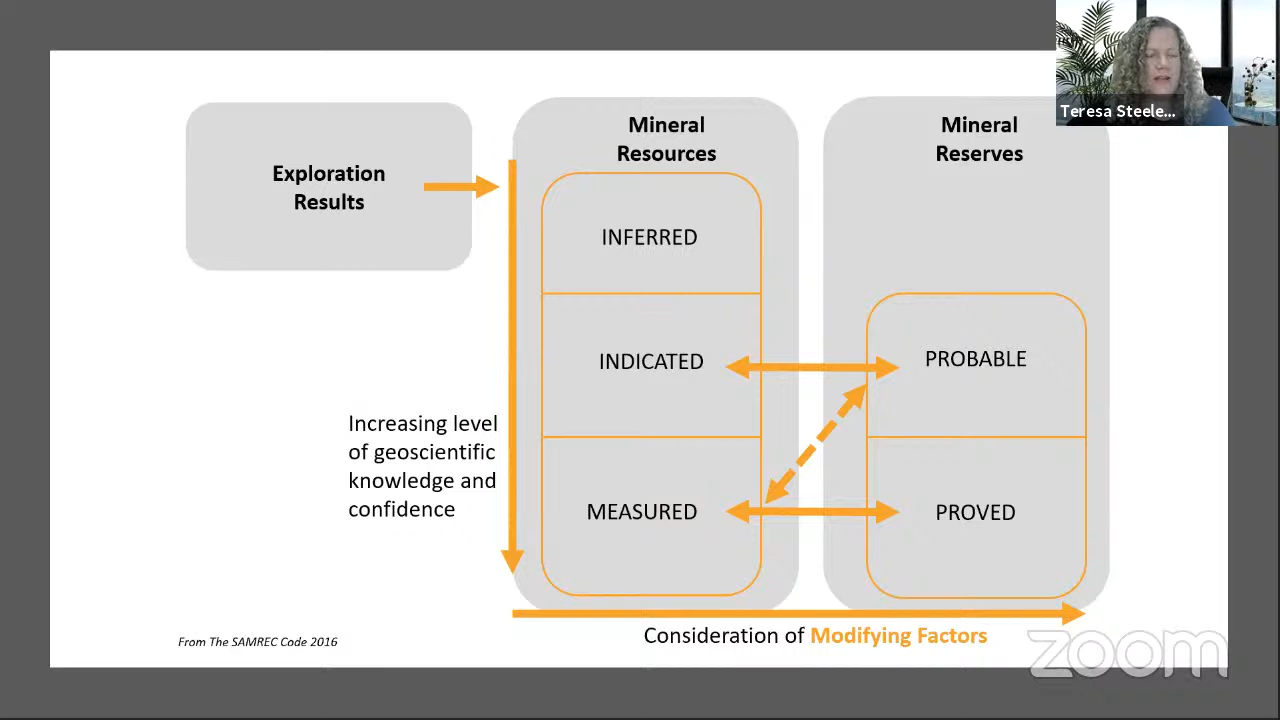 Teresa Steele...
Exploration
Results
Mineral
Resources
INFERRED
INDICATED
MEASURED
Mineral
Reserves
PROBABLE
PROVED
Increasing level
of geoscientific
knowledge and
confidence
Consideration of Modifying Factors
From The SAMREC Code 2016
zoom